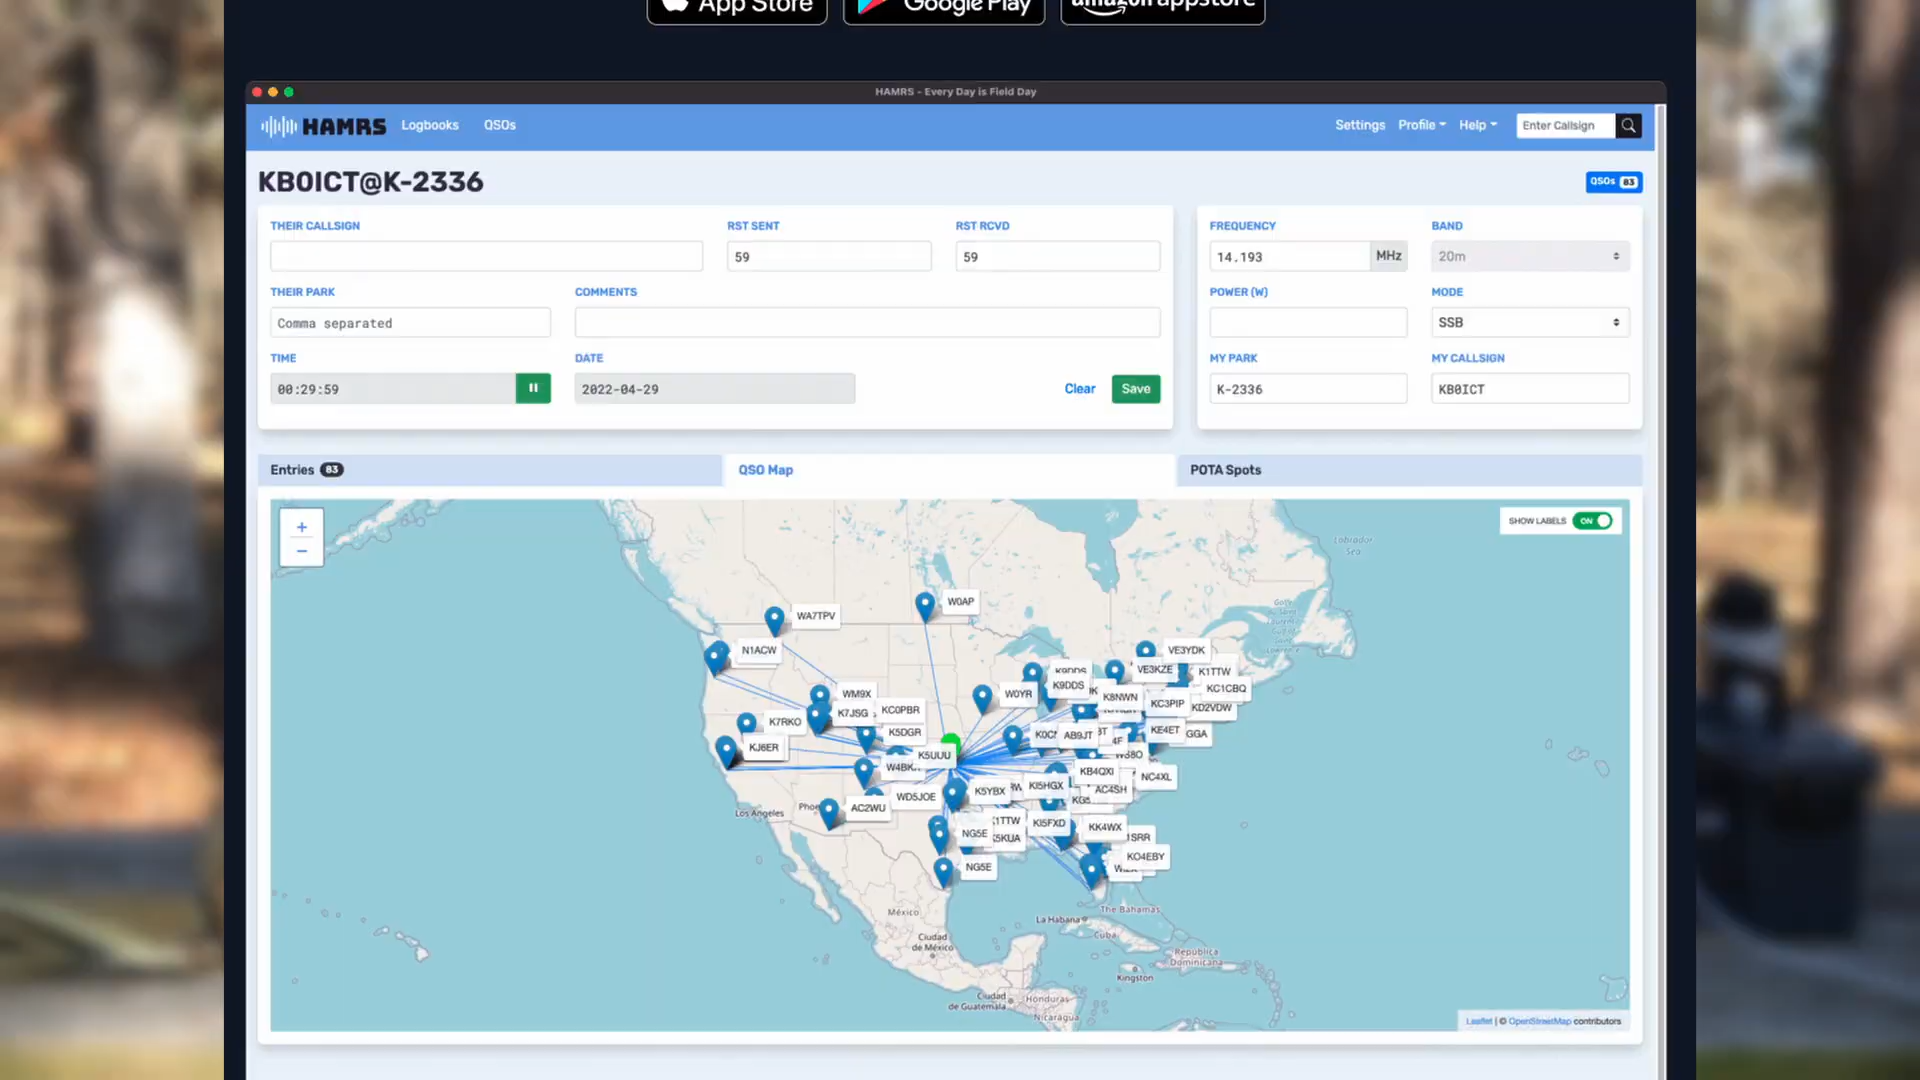 App Store
Google Play
amazon appstore
HAMRS - Every Day is Field Day
HAMRS Logbooks QSOs Settings Profile Help Enter Callsign
KB0ICT@K-2336
QSOs 83
THEIR CALLSIGN RST SENT RST RCVD
59 59
THEIR PARK COMMENTS
Comma separated
TIME DATE
00:29:59 2022-04-29 Clear Save
FREQUENCY BAND
14.193 MHz 20m
POWER (W) MODE
SSB
MY PARK MY CALLSIGN
K-2336 KB0ICT
Entries 83 QSO Map POTA Spots
+
−
SHOW LABELS ON
Labrador
Sea
W0AP
WA7TPV
N1ACW
VE3YDK
K9DDS
VE3KZE
K1TTW
K9DDS
KC1CBQ
WM9X
W0YR
K8NWN
KC3PIP
KD2VDW
K7JSG
KC0PBR
K7RKO
K5DGR
AB9JT
KE4ET
GGA
KJ6ER
K5UUU
KB4QXI
NC4XL
WD5JOE
K5YBX
KI5HGX
AC4SH
AC2WU
Los Angeles
NG5E
KI5FXD
KK4WX
1SRR
KO4EBY
NG5E
México
La Habana
The Bahamas
Cuba
Ciudad
de México
República
Dominicana
Kingston
Ciudad
de Guatemala
Honduras
Nicaragua
Leaflet | © OpenStreetMap contributors